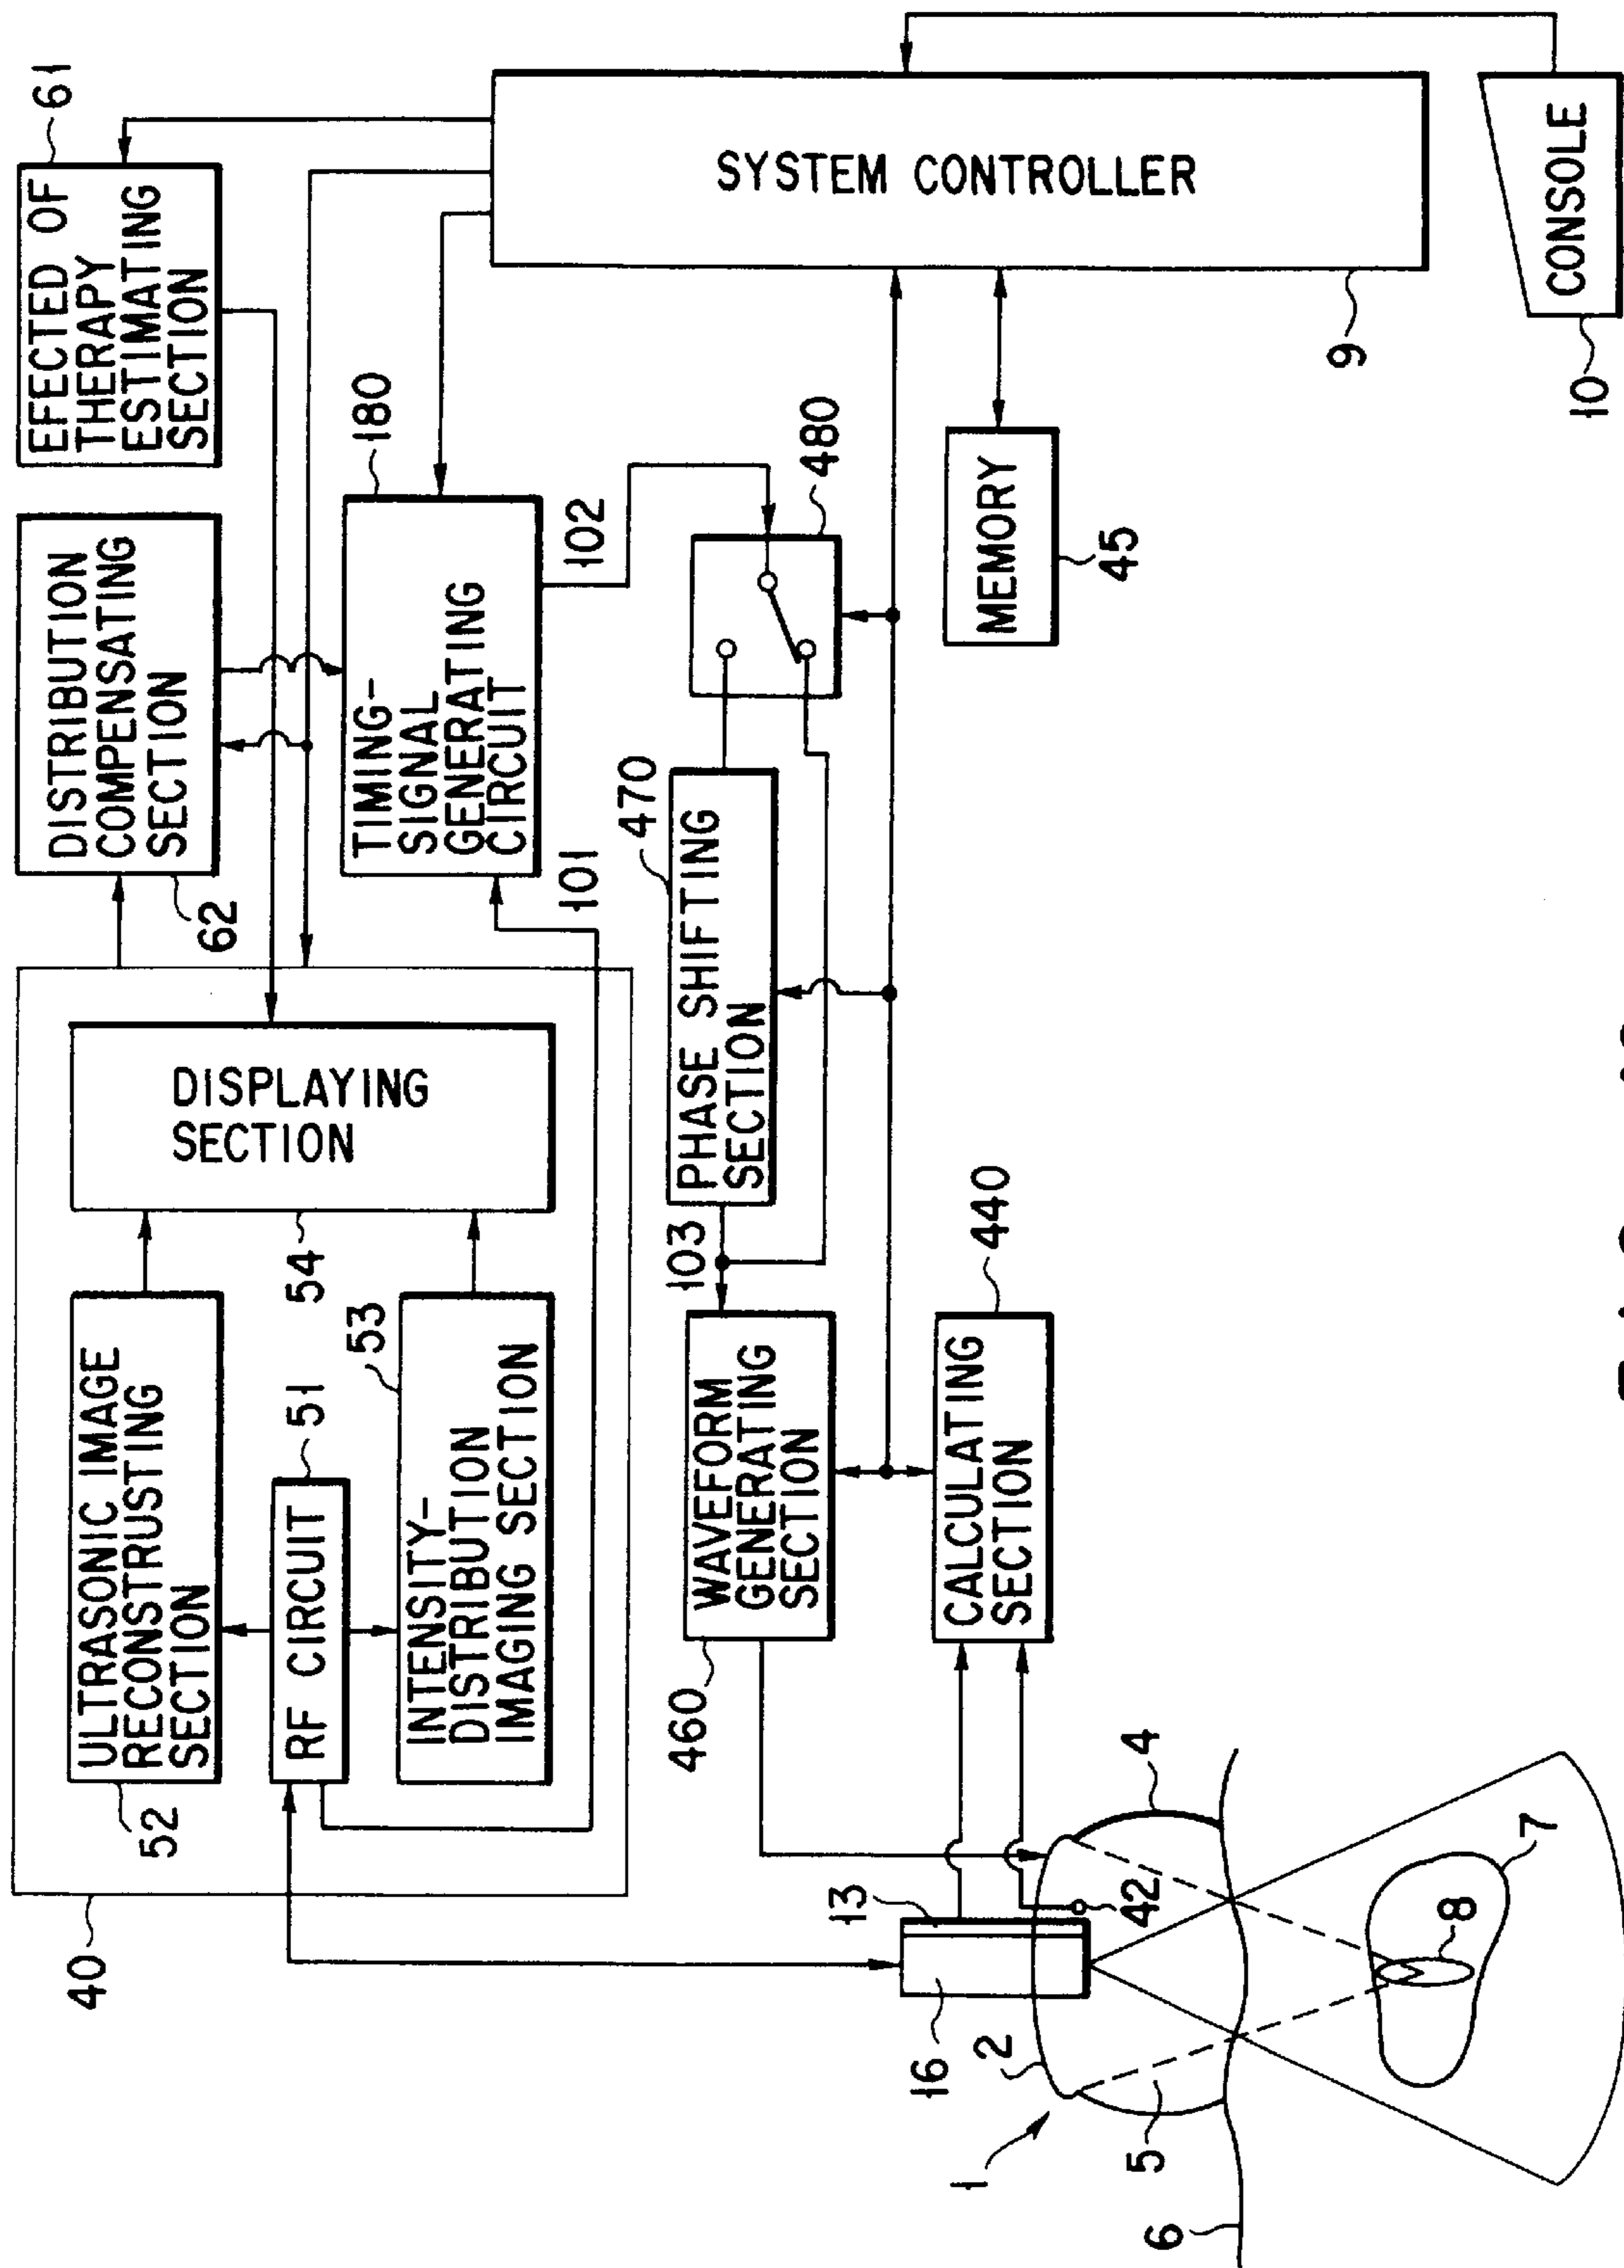 40
ULTRASONIC IMAGE
RECONSTRUSTING
SECTION
52
RF CIRCUIT
51
INTENSITY-
DISTRIBUTION
IMAGING SECTION
53
DISPLAYING
SECTION
54
DISTRIBUTION
COMPENSATING
SECTION
62
EFECTED OF
THERAPY
ESTIMATING
SECTION
61
TIMING-
SIGNAL
GENERATING
CIRCUIT
180
101
102
103
PHASE SHIFTING
SECTION
470
480
WAVEFORM
GENERATING
SECTION
460
CALCULATING
SECTION
440
MEMORY
45
SYSTEM CONTROLLER
9
CONSOLE
10
13
16
42
2
1
4
5
6
7
8